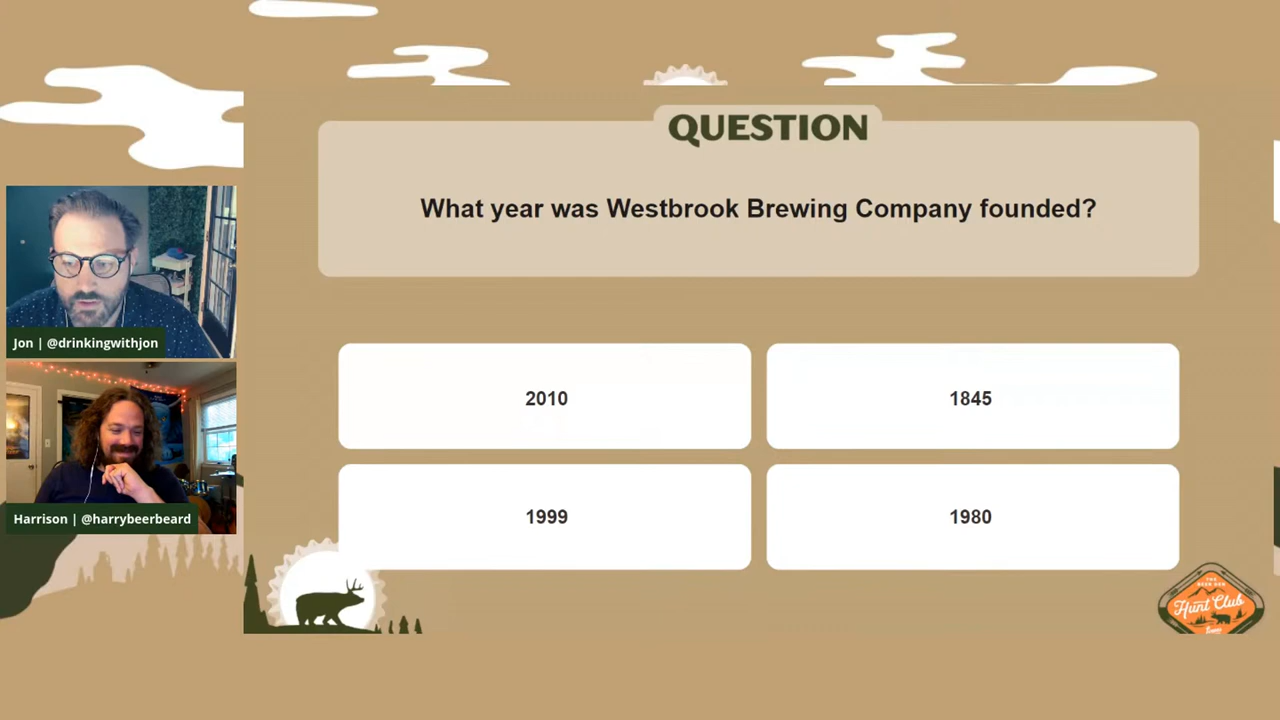 QUESTION
What year was Westbrook Brewing Company founded?
2010
1845
1999
1980
Jon | @drinkingwithjon
Harrison | @harrybeerbeard
Hunt Club